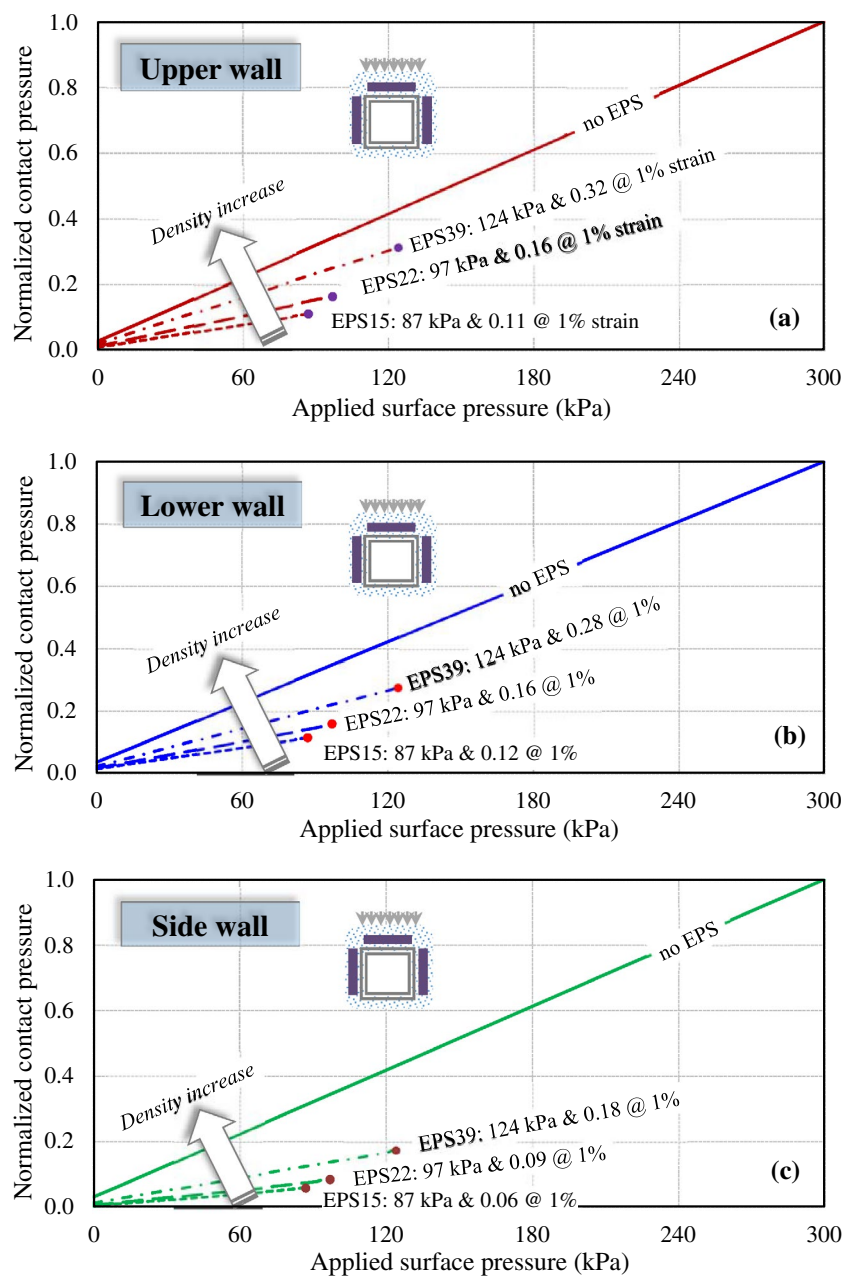 1.0
Upper wall
0.8
no EPS
0.6
Normalized contact pressure
0.4
Density increase
EPS39: 124 kPa & 0.32 @ 1% strain
EPS22: 97 kPa & 0.16 @ 1% strain
0.2
EPS15: 87 kPa & 0.11 @ 1% strain
(a)
0.0
0 60 120 180 240 300
Applied surface pressure (kPa)
1.0
Lower wall
0.8
no EPS
0.6
Normalized contact pressure
0.4
Density increase
EPS39: 124 kPa & 0.28 @ 1%
EPS22: 97 kPa & 0.16 @ 1%
0.2
EPS15: 87 kPa & 0.12 @ 1%
(b)
0.0
0 60 120 180 240 300
Applied surface pressure (kPa)
1.0
Side wall
0.8
no EPS
0.6
Normalized contact pressure
0.4
Density increase
0.2
EPS39: 124 kPa & 0.18 @ 1%
EPS22: 97 kPa & 0.09 @ 1%
EPS15: 87 kPa & 0.06 @ 1%
(c)
0.0
0 60 120 180 240 300
Applied surface pressure (kPa)